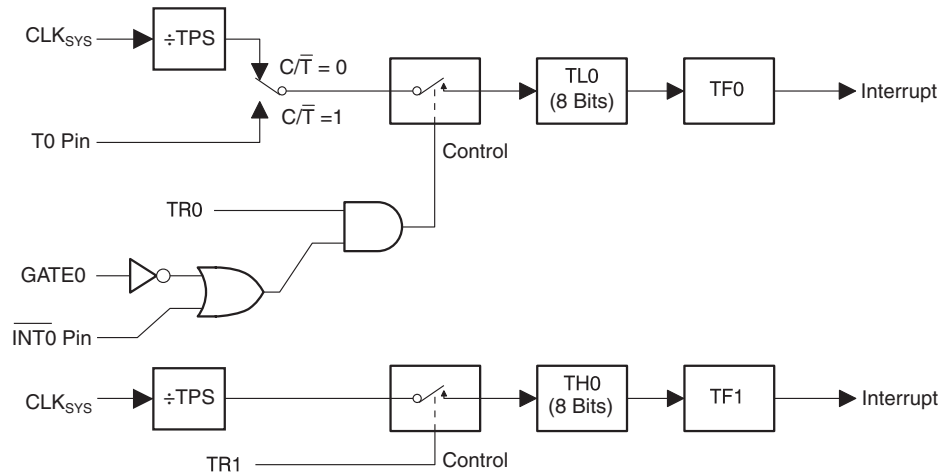 CLKSYS
÷TPS
C/T̅ = 0
C/T̅ =1
T0 Pin
TL0
(8 Bits)
TF0
Interrupt
Control
TR0
GATE0
I̅N̅T̅0̅ Pin
CLKSYS
÷TPS
TH0
(8 Bits)
TF1
Interrupt
TR1
Control